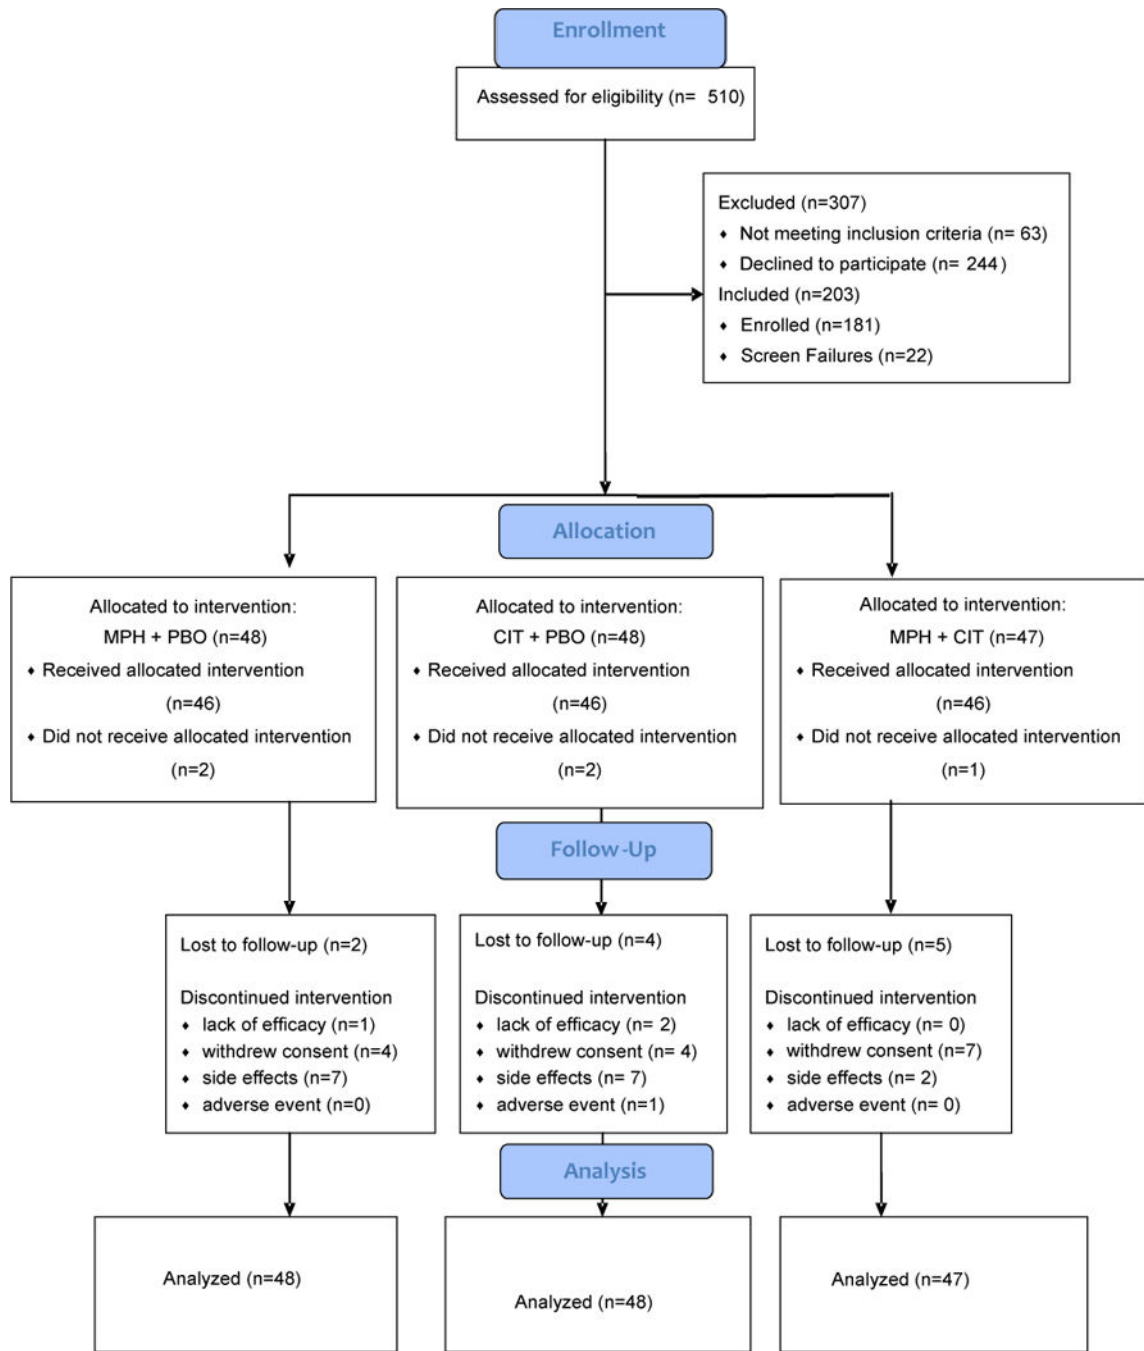 Enrollment
Assessed for eligibility (n= 510)
Excluded (n=307)
♦ Not meeting inclusion criteria (n= 63)
♦ Declined to participate (n= 244)
Included (n=203)
♦ Enrolled (n=181)
♦ Screen Failures (n=22)
Allocation
Allocated to intervention:
MPH + PBO (n=48)
♦ Received allocated intervention
(n=46)
♦ Did not receive allocated intervention
(n=2)
Allocated to intervention:
CIT + PBO (n=48)
♦ Received allocated intervention
(n=46)
♦ Did not receive allocated intervention
(n=2)
Allocated to intervention:
MPH + CIT (n=47)
♦ Received allocated intervention
(n=46)
♦ Did not receive allocated intervention
(n=1)
Follow-Up
Lost to follow-up (n=2)
Discontinued intervention
♦ lack of efficacy (n=1)
♦ withdrew consent (n=4)
♦ side effects (n=7)
♦ adverse event (n=0)
Lost to follow-up (n=4)
Discontinued intervention
♦ lack of efficacy (n= 2)
♦ withdrew consent (n= 4)
♦ side effects (n= 7)
♦ adverse event (n=1)
Lost to follow-up (n=5)
Discontinued intervention
♦ lack of efficacy (n= 0)
♦ withdrew consent (n=7)
♦ side effects (n= 2)
♦ adverse event (n= 0)
Analysis
Analyzed (n=48)
Analyzed (n=48)
Analyzed (n=47)